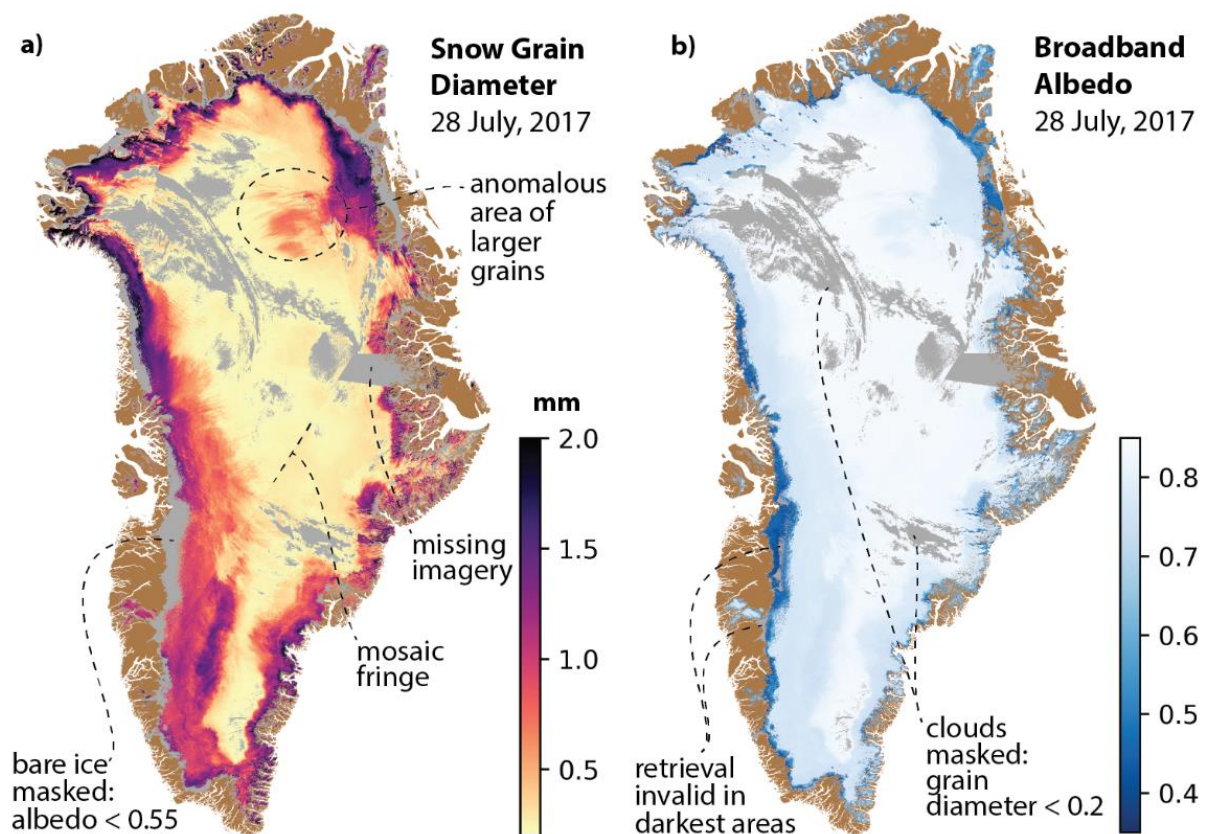 a)
Snow Grain
Diameter
28 July, 2017
anomalous
area of
larger
grains
mm
2.0
1.5
1.0
0.5
missing
imagery
mosaic
fringe
bare ice
masked:
albedo < 0.55
b)
Broadband
Albedo
28 July, 2017
0.8
0.7
0.6
0.5
0.4
clouds
masked:
grain
diameter < 0.2
retrieval
invalid in
darkest areas